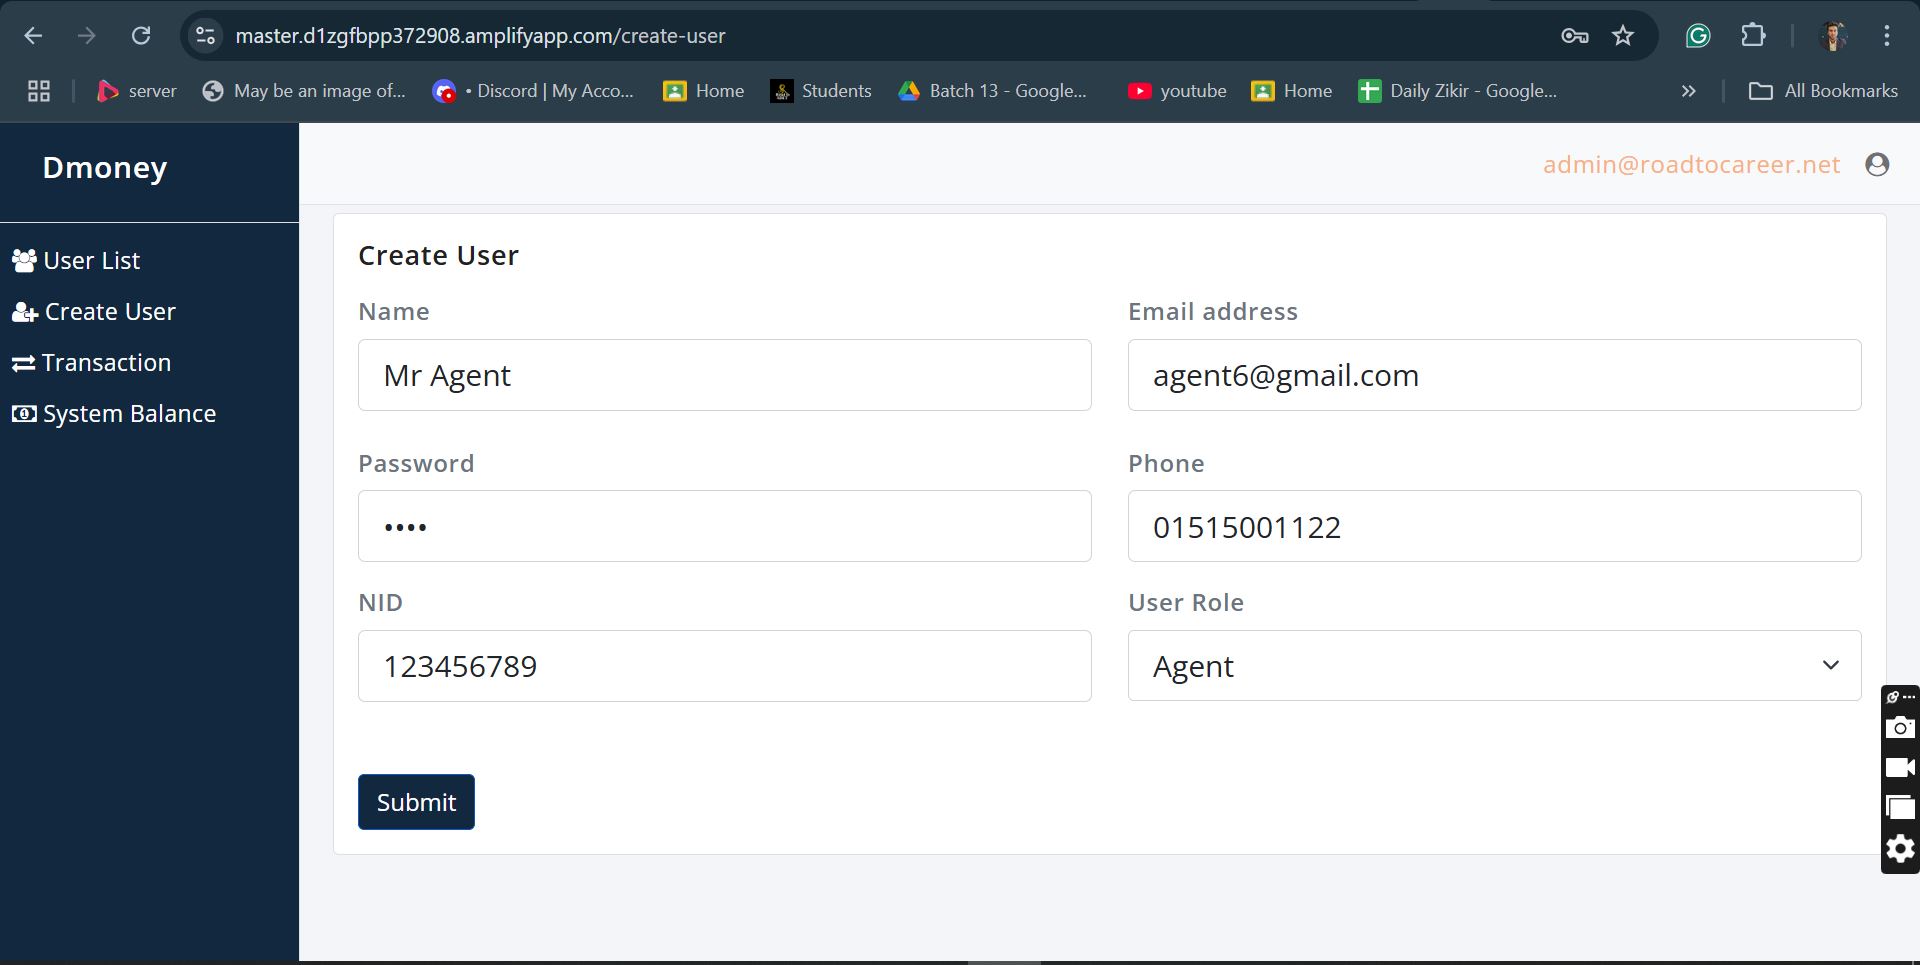 master.d1zgfbpp372908.amplifyapp.com/create-user
server May be an image of... • Discord | My Acco... Home Students Batch 13 - Google... youtube Home Daily Zikir - Google... » All Bookmarks
Dmoney
admin@roadtocareer.net
User List
Create User
Transaction
System Balance
Create User
Name Email address
Mr Agent agent6@gmail.com
Password Phone
•••• 01515001122
NID User Role
123456789 Agent
Submit